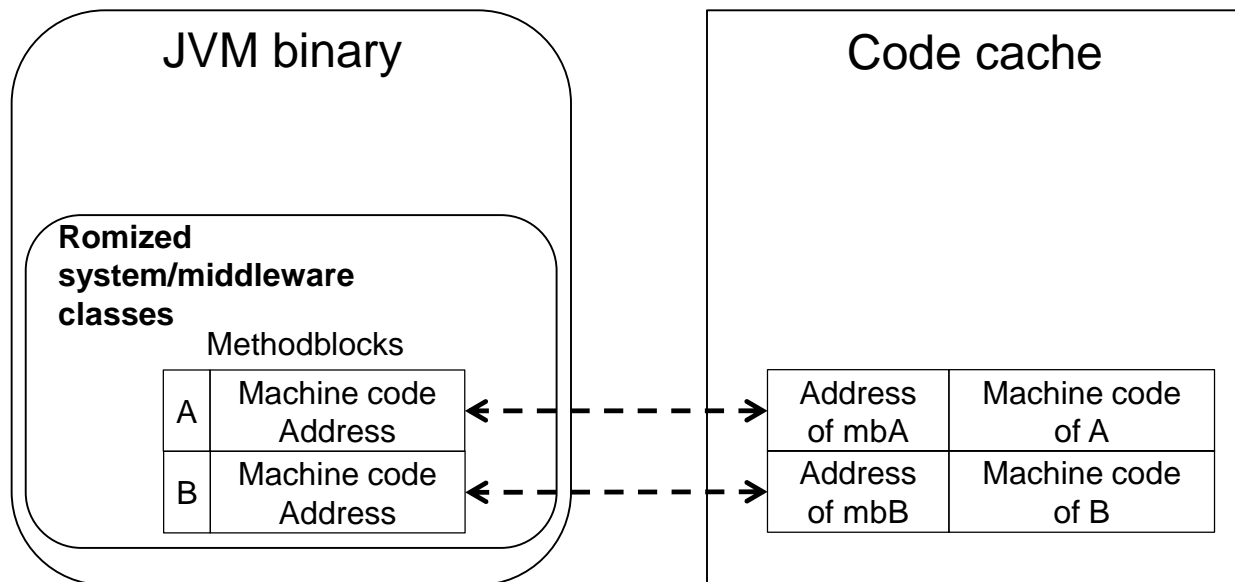 JVM binary
Code cache
Romized
system/middleware
classes
Methodblocks
A
Machine code
Address
B
Machine code
Address
Address
of mbA
Machine code
of A
Address
of mbB
Machine code
of B